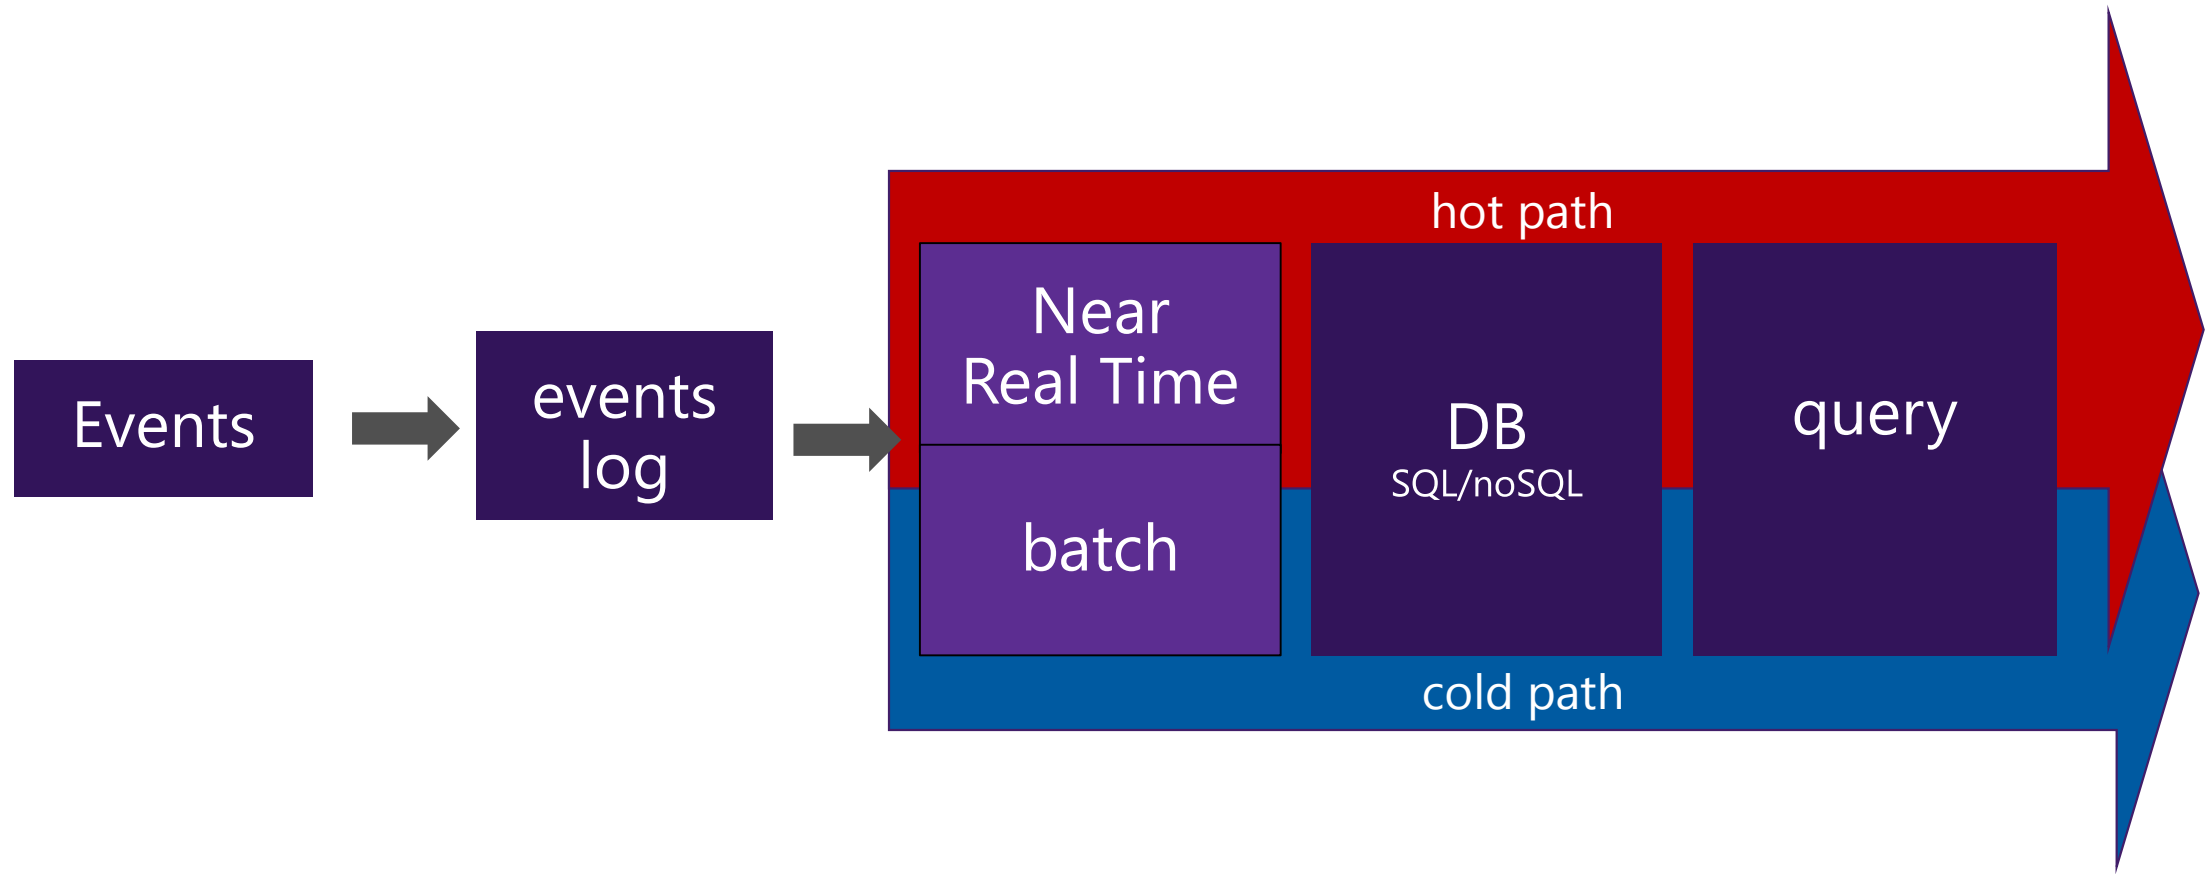 Events
events
log
hot path
Near
Real Time
batch
DB
SQL/noSQL
query
cold path